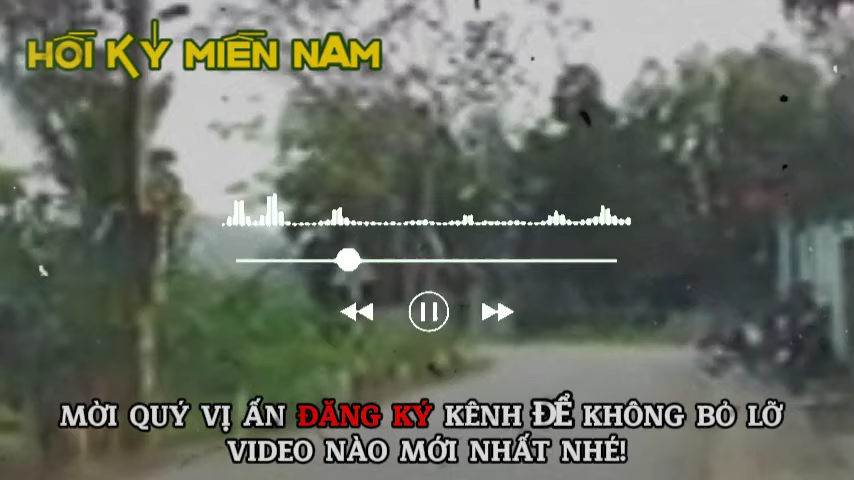 HỒI KÝ MIỀN NAM
MỜI QUÝ VỊ ẤN ĐĂNG KÝ KÊNH ĐỂ KHÔNG BỎ LỠ
VIDEO NÀO MỚI NHẤT NHÉ!